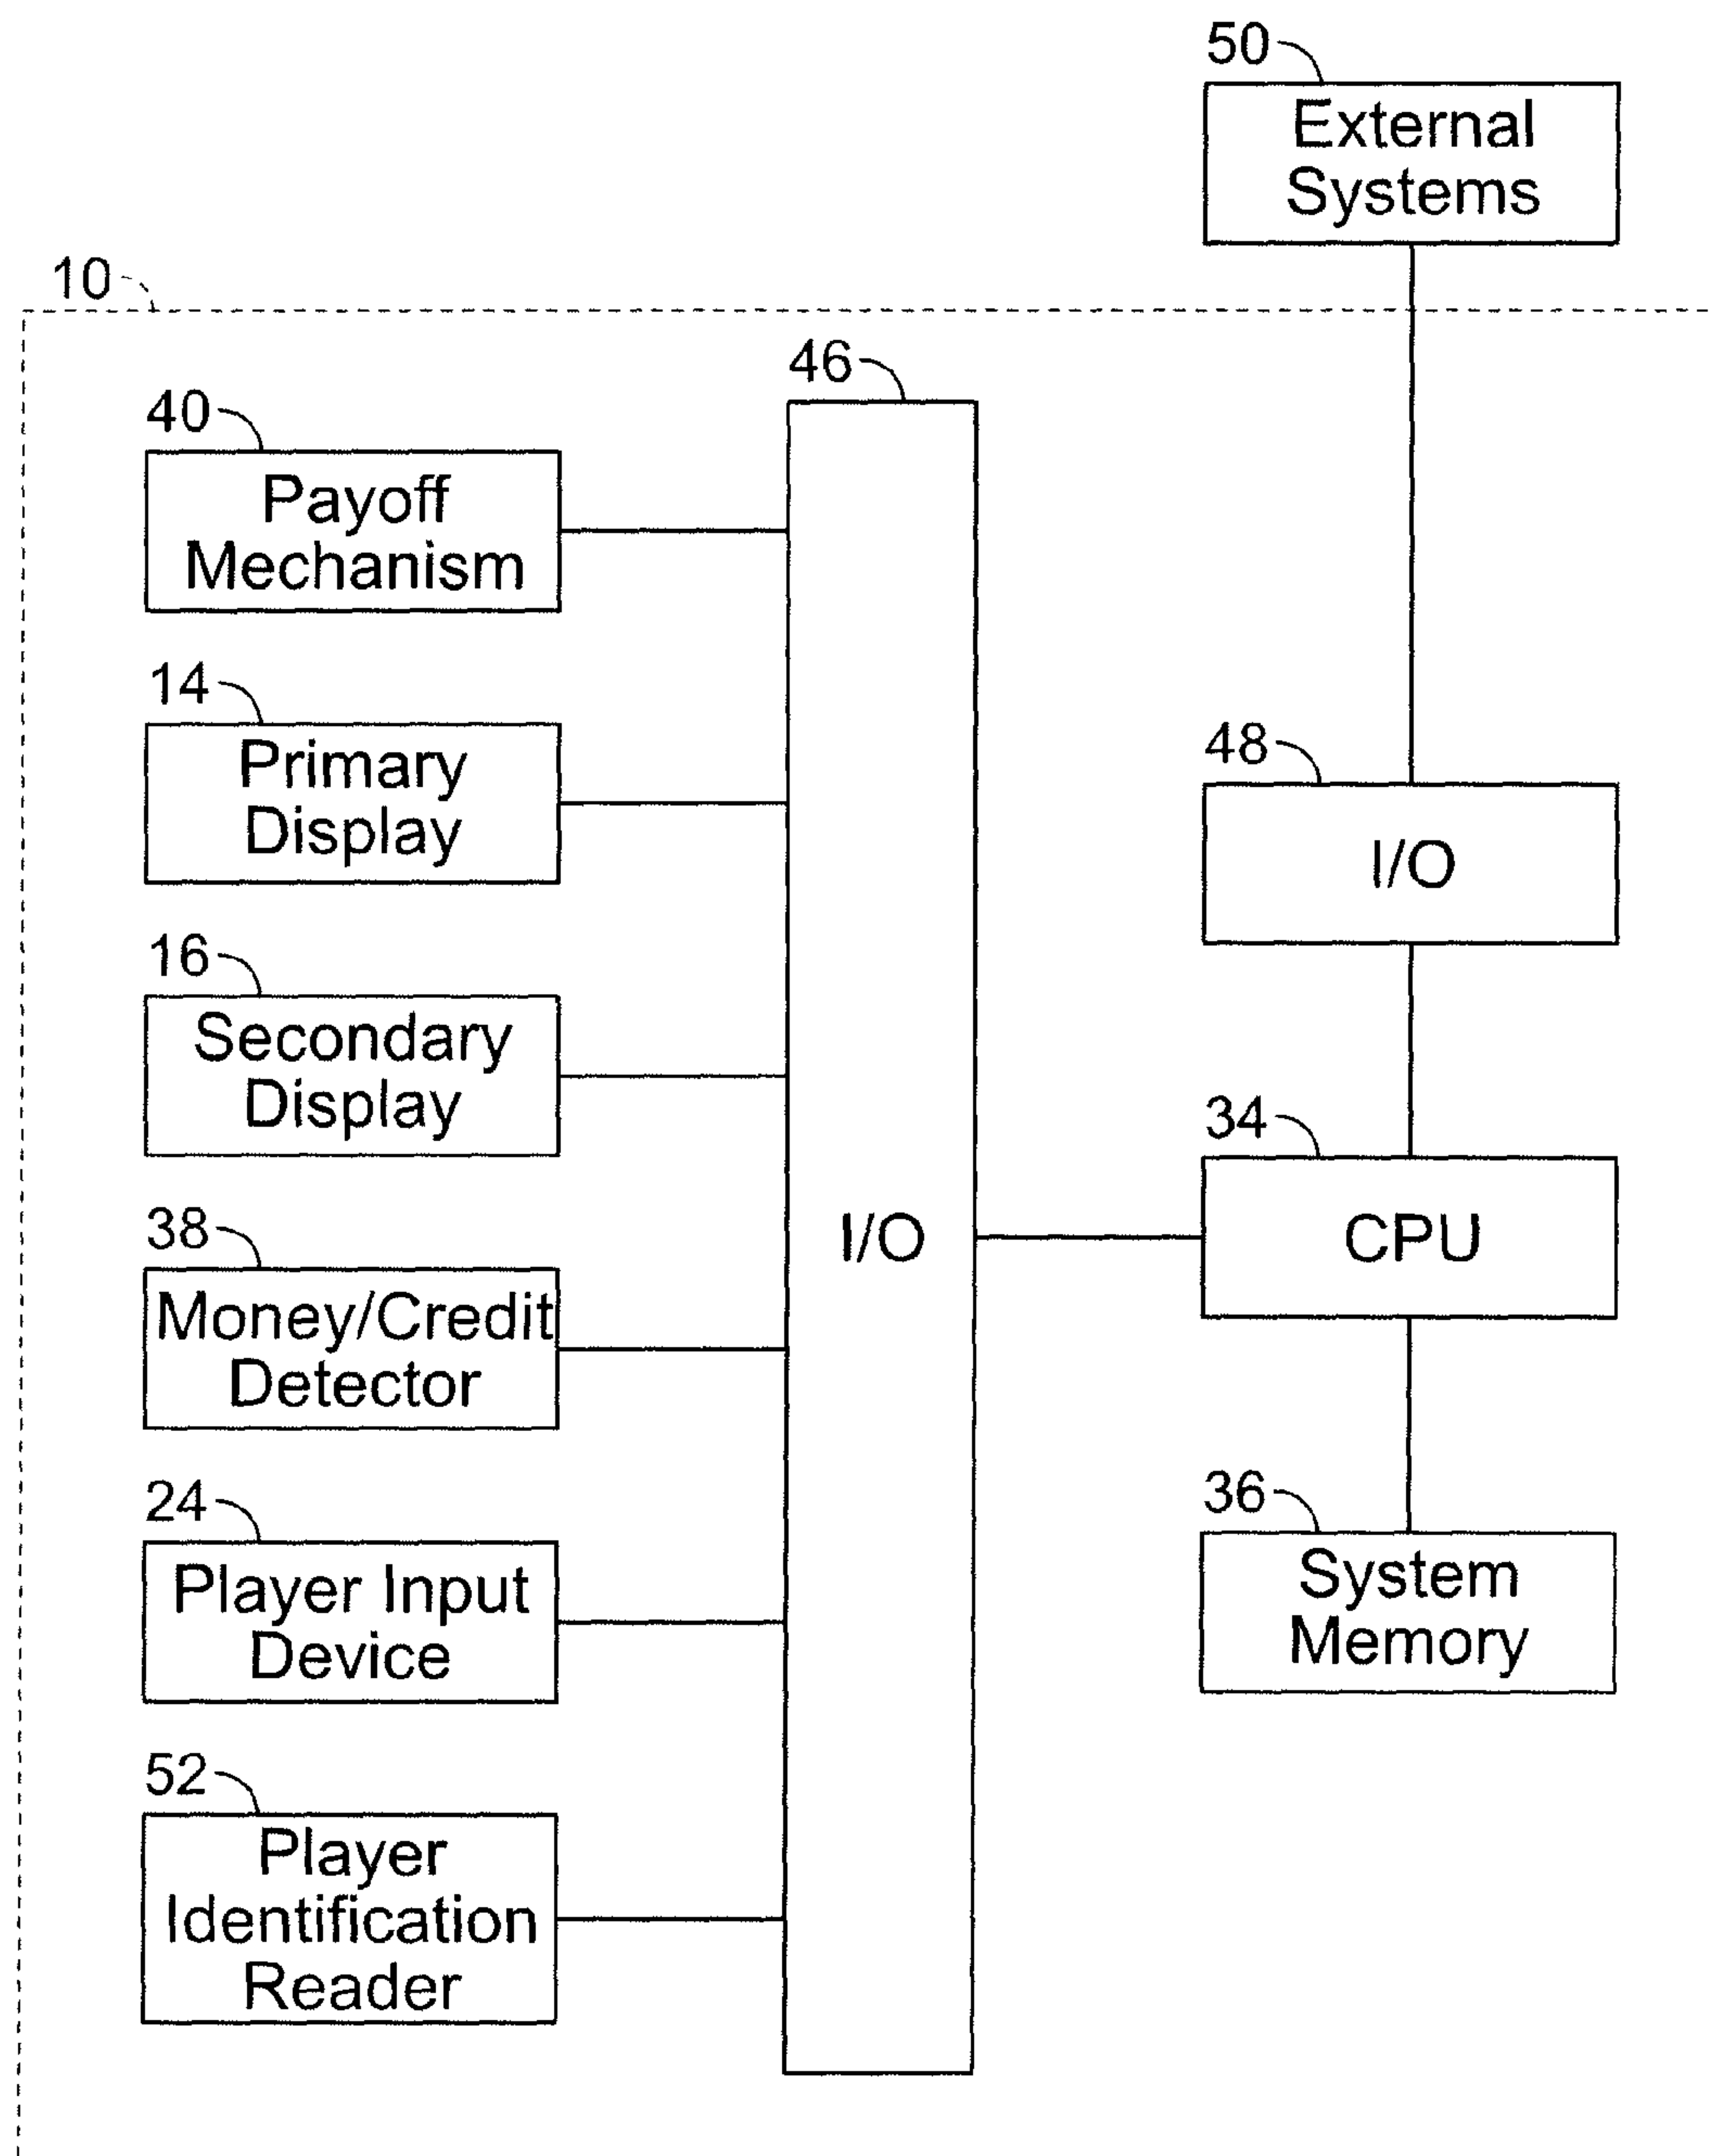 50
External
Systems
10
46
40
Payoff
Mechanism
14
Primary
Display
48
I/O
16
Secondary
Display
34
CPU
38
Money/Credit
Detector
I/O
24
Player Input
Device
36
System
Memory
52
Player
Identification
Reader